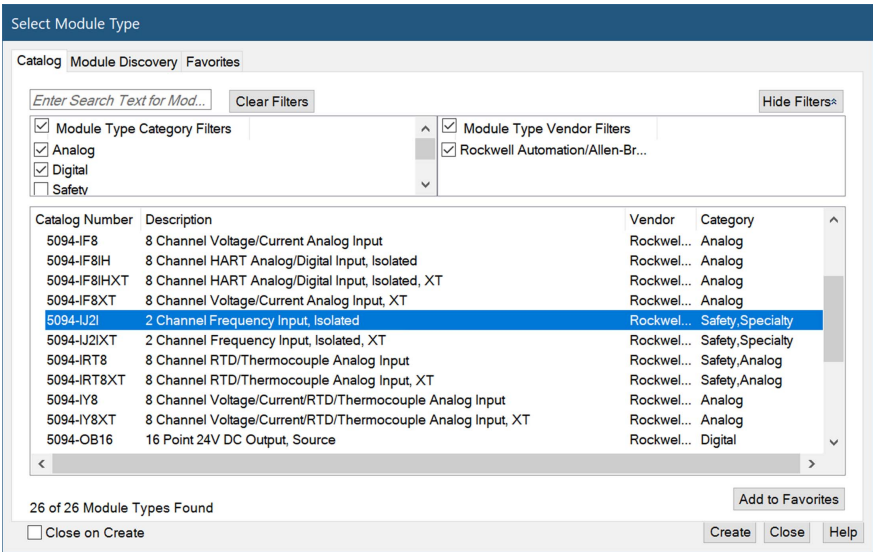 Select Module Type
Catalog Module Discovery Favorites
Enter Search Text for Mod... Clear Filters Hide Filters
Module Type Category Filters Module Type Vendor Filters
Analog Rockwell Automation/Allen-Br...
Digital
Safety
Catalog Number Description Vendor Category
5094-IF8 8 Channel Voltage/Current Analog Input Rockwel... Analog
5094-IF8IH 8 Channel HART Analog/Digital Input, Isolated Rockwel... Analog
5094-IF8IHXT 8 Channel HART Analog/Digital Input, Isolated, XT Rockwel... Analog
5094-IF8XT 8 Channel Voltage/Current Analog Input, XT Rockwel... Analog
5094-IJ2I 2 Channel Frequency Input, Isolated Rockwel... Safety,Specialty
5094-IJ2IXT 2 Channel Frequency Input, Isolated, XT Rockwel... Safety,Specialty
5094-IRT8 8 Channel RTD/Thermocouple Analog Input Rockwel... Safety,Analog
5094-IRT8XT 8 Channel RTD/Thermocouple Analog Input, XT Rockwel... Safety,Analog
5094-IY8 8 Channel Voltage/Current/RTD/Thermocouple Analog Input Rockwel... Analog
5094-IY8XT 8 Channel Voltage/Current/RTD/Thermocouple Analog Input, XT Rockwel... Analog
5094-OB16 16 Point 24V DC Output, Source Rockwel... Digital
26 of 26 Module Types Found Add to Favorites
Close on Create Create Close Help